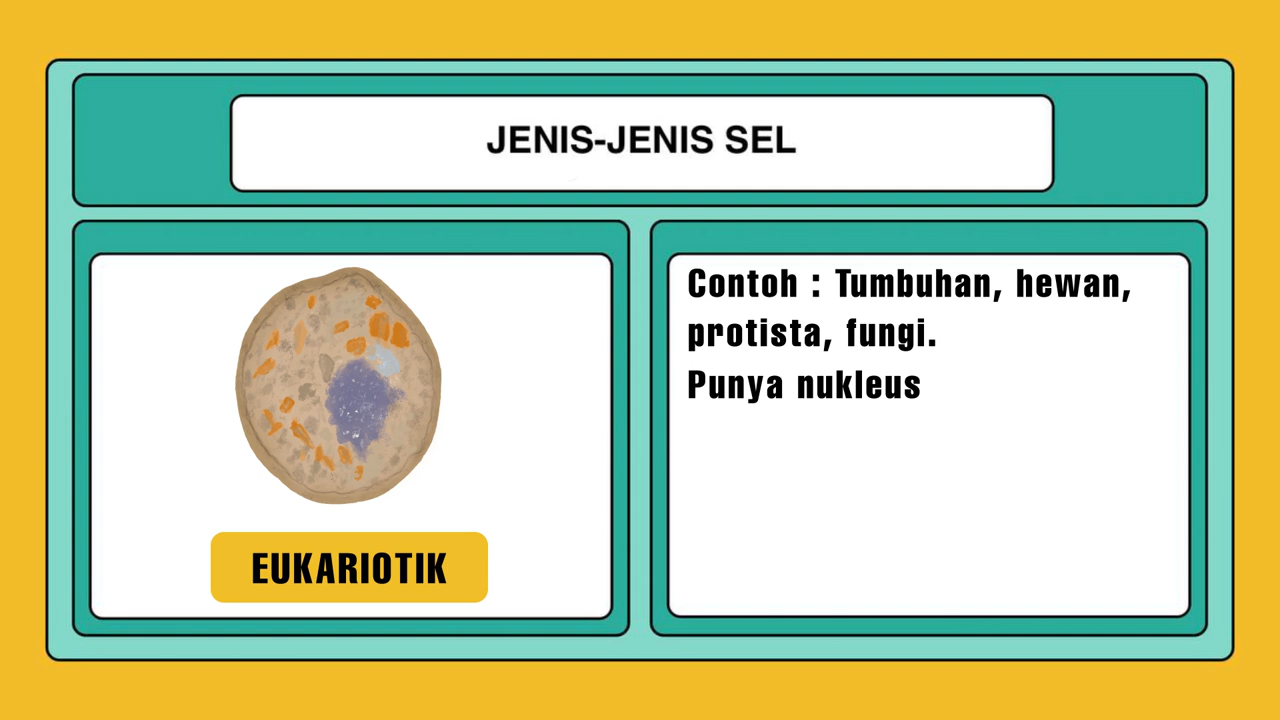 JENIS-JENIS SEL
EUKARIOTIK
Contoh : Tumbuhan, hewan,
protista, fungi.
Punya nukleus